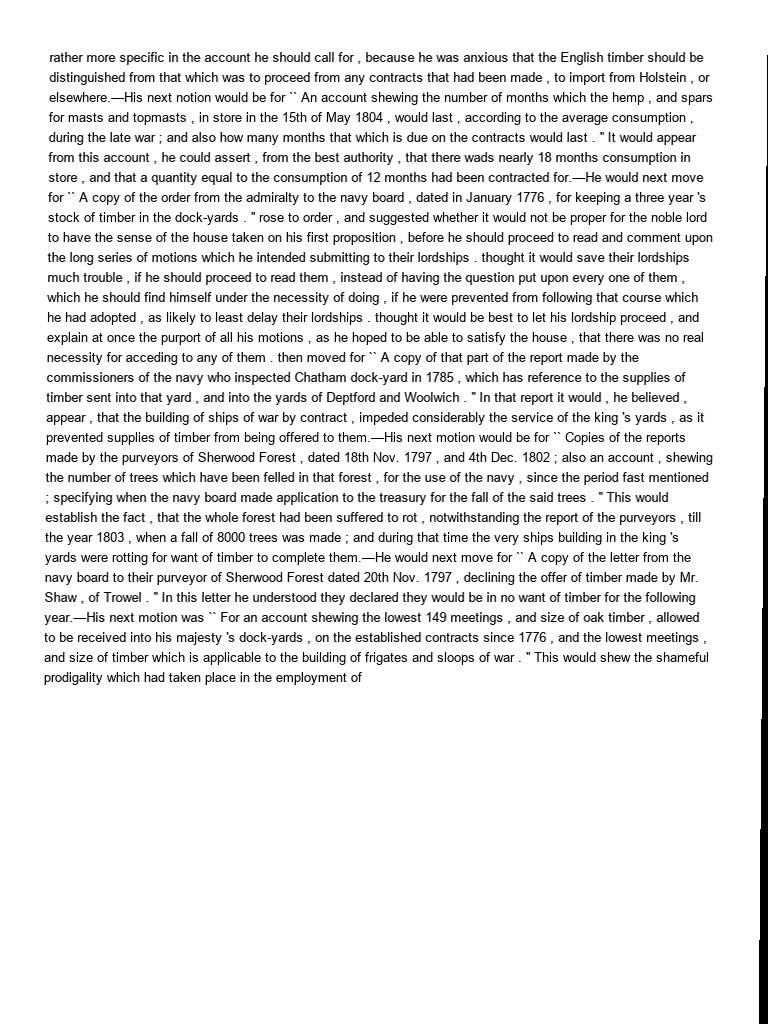 rather more specific in the account he should call for , because he was anxious that the English timber should be
distinguished from that which was to proceed from any contracts that had been made , to import from Holstein , or
elsewhere.—His next notion would be for `` An account shewing the number of months which the hemp , and spars
for masts and topmasts , in store in the 15th of May 1804 , would last , according to the average consumption ,
during the late war ; and also how many months that which is due on the contracts would last . " It would appear
from this account , he could assert , from the best authority , that there wads nearly 18 months consumption in
store , and that a quantity equal to the consumption of 12 months had been contracted for.—He would next move
for `` A copy of the order from the admiralty to the navy board , dated in January 1776 , for keeping a three year 's
stock of timber in the dock-yards . " rose to order , and suggested whether it would not be proper for the noble lord
to have the sense of the house taken on his first proposition , before he should proceed to read and comment upon
the long series of motions which he intended submitting to their lordships . thought it would save their lordships
much trouble , if he should proceed to read them , instead of having the question put upon every one of them ,
which he should find himself under the necessity of doing , if he were prevented from following that course which
he had adopted , as likely to least delay their lordships . thought it would be best to let his lordship proceed , and
explain at once the purport of all his motions , as he hoped to be able to satisfy the house , that there was no real
necessity for acceding to any of them . then moved for `` A copy of that part of the report made by the
commissioners of the navy who inspected Chatham dock-yard in 1785 , which has reference to the supplies of
timber sent into that yard , and into the yards of Deptford and Woolwich . " In that report it would , he believed ,
appear , that the building of ships of war by contract , impeded considerably the service of the king 's yards , as it
prevented supplies of timber from being offered to them.—His next motion would be for `` Copies of the reports
made by the purveyors of Sherwood Forest , dated 18th Nov. 1797 , and 4th Dec. 1802 ; also an account , shewing
the number of trees which have been felled in that forest , for the use of the navy , since the period fast mentioned
; specifying when the navy board made application to the treasury for the fall of the said trees . " This would
establish the fact , that the whole forest had been suffered to rot , notwithstanding the report of the purveyors , till
the year 1803 , when a fall of 8000 trees was made ; and during that time the very ships building in the king 's
yards were rotting for want of timber to complete them.—He would next move for `` A copy of the letter from the
navy board to their purveyor of Sherwood Forest dated 20th Nov. 1797 , declining the offer of timber made by Mr.
Shaw , of Trowel . " In this letter he understood they declared they would be in no want of timber for the following
year.—His next motion was `` For an account shewing the lowest 149 meetings , and size of oak timber , allowed
to be received into his majesty 's dock-yards , on the established contracts since 1776 , and the lowest meetings ,
and size of timber which is applicable to the building of frigates and sloops of war . " This would shew the shameful
prodigality which had taken place in the employment of